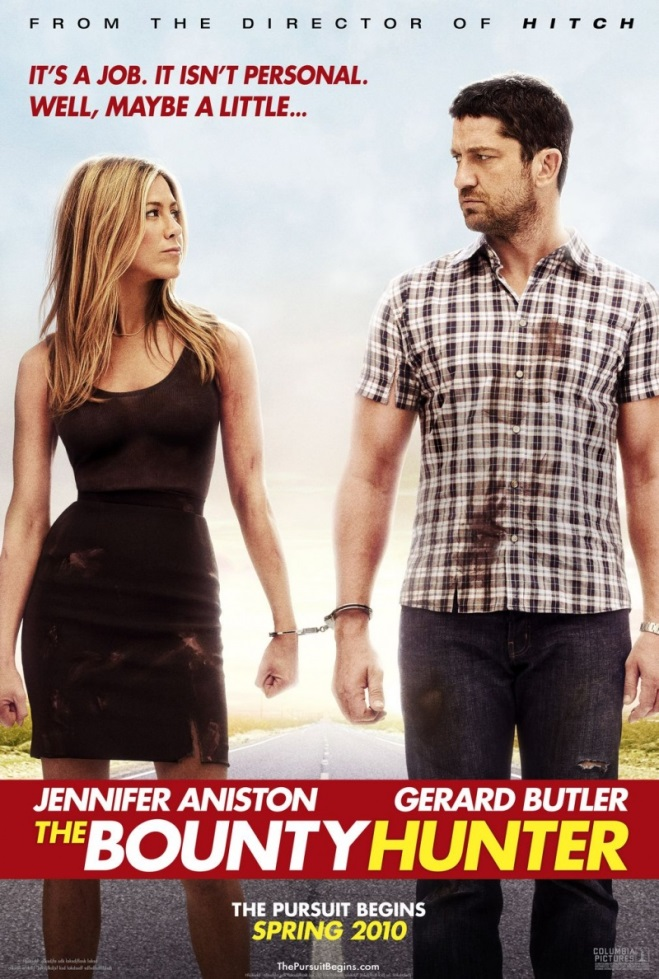 FROM THE DIRECTOR OF HITCH
IT'S A JOB. IT ISN'T PERSONAL.
WELL, MAYBE A LITTLE...
JENNIFER ANISTON GERARD BUTLER
THE BOUNTY HUNTER
THE PURSUIT BEGINS
SPRING 2010
ThePursuitBegins.com
COLUMBIA
PICTURES